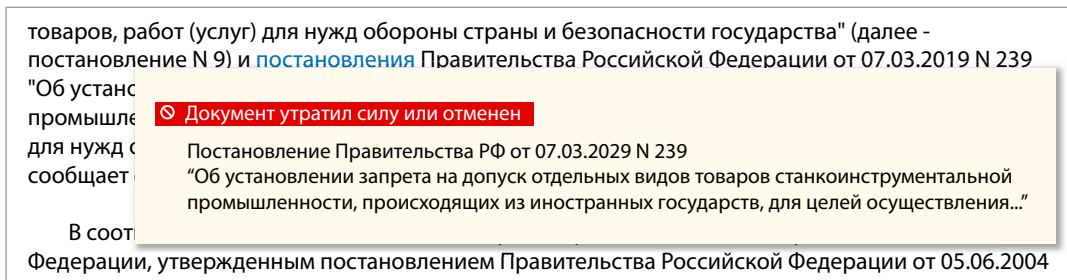 товаров, работ (услуг) для нужд обороны страны и безопасности государства" (далее -
постановление N 9) и постановления Правительства Российской Федерации от 07.03.2019 N 239
"Об устано
промышле
для нужд
сообщает
Документ утратил силу или отменен
Постановление Правительства РФ от 07.03.2029 N 239
“Об установлении запрета на допуск отдельных видов товаров станкоинструментальной
промышленности, происходящих из иностранных государств, для целей осуществления...”
В соот
Федерации, утвержденным постановлением Правительства Российской Федерации от 05.06.2004